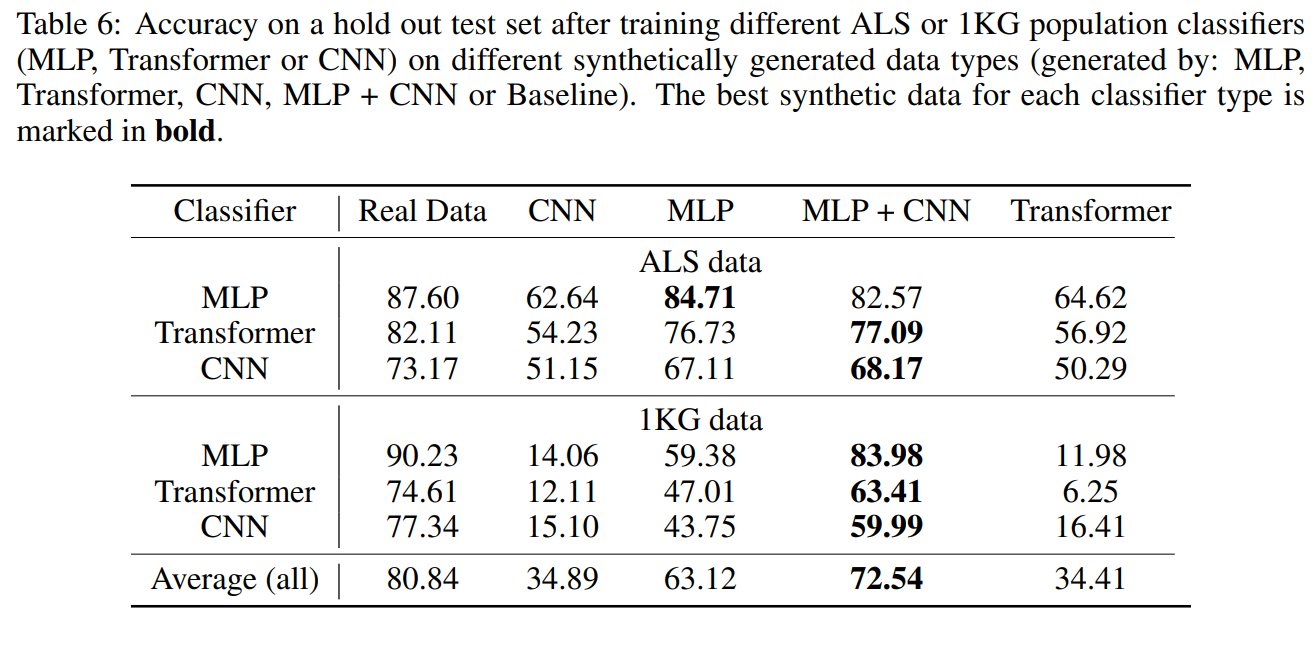 Table 6: Accuracy on a hold out test set after training different ALS or 1KG population classifiers
(MLP, Transformer or CNN) on different synthetically generated data types (generated by: MLP,
Transformer, CNN, MLP + CNN or Baseline). The best synthetic data for each classifier type is
marked in bold.
Classifier Real Data CNN MLP MLP + CNN Transformer
ALS data
MLP 87.60 62.64 84.71 82.57 64.62
Transformer 82.11 54.23 76.73 77.09 56.92
CNN 73.17 51.15 67.11 68.17 50.29
1KG data
MLP 90.23 14.06 59.38 83.98 11.98
Transformer 74.61 12.11 47.01 63.41 6.25
CNN 77.34 15.10 43.75 59.99 16.41
Average (all) 80.84 34.89 63.12 72.54 34.41